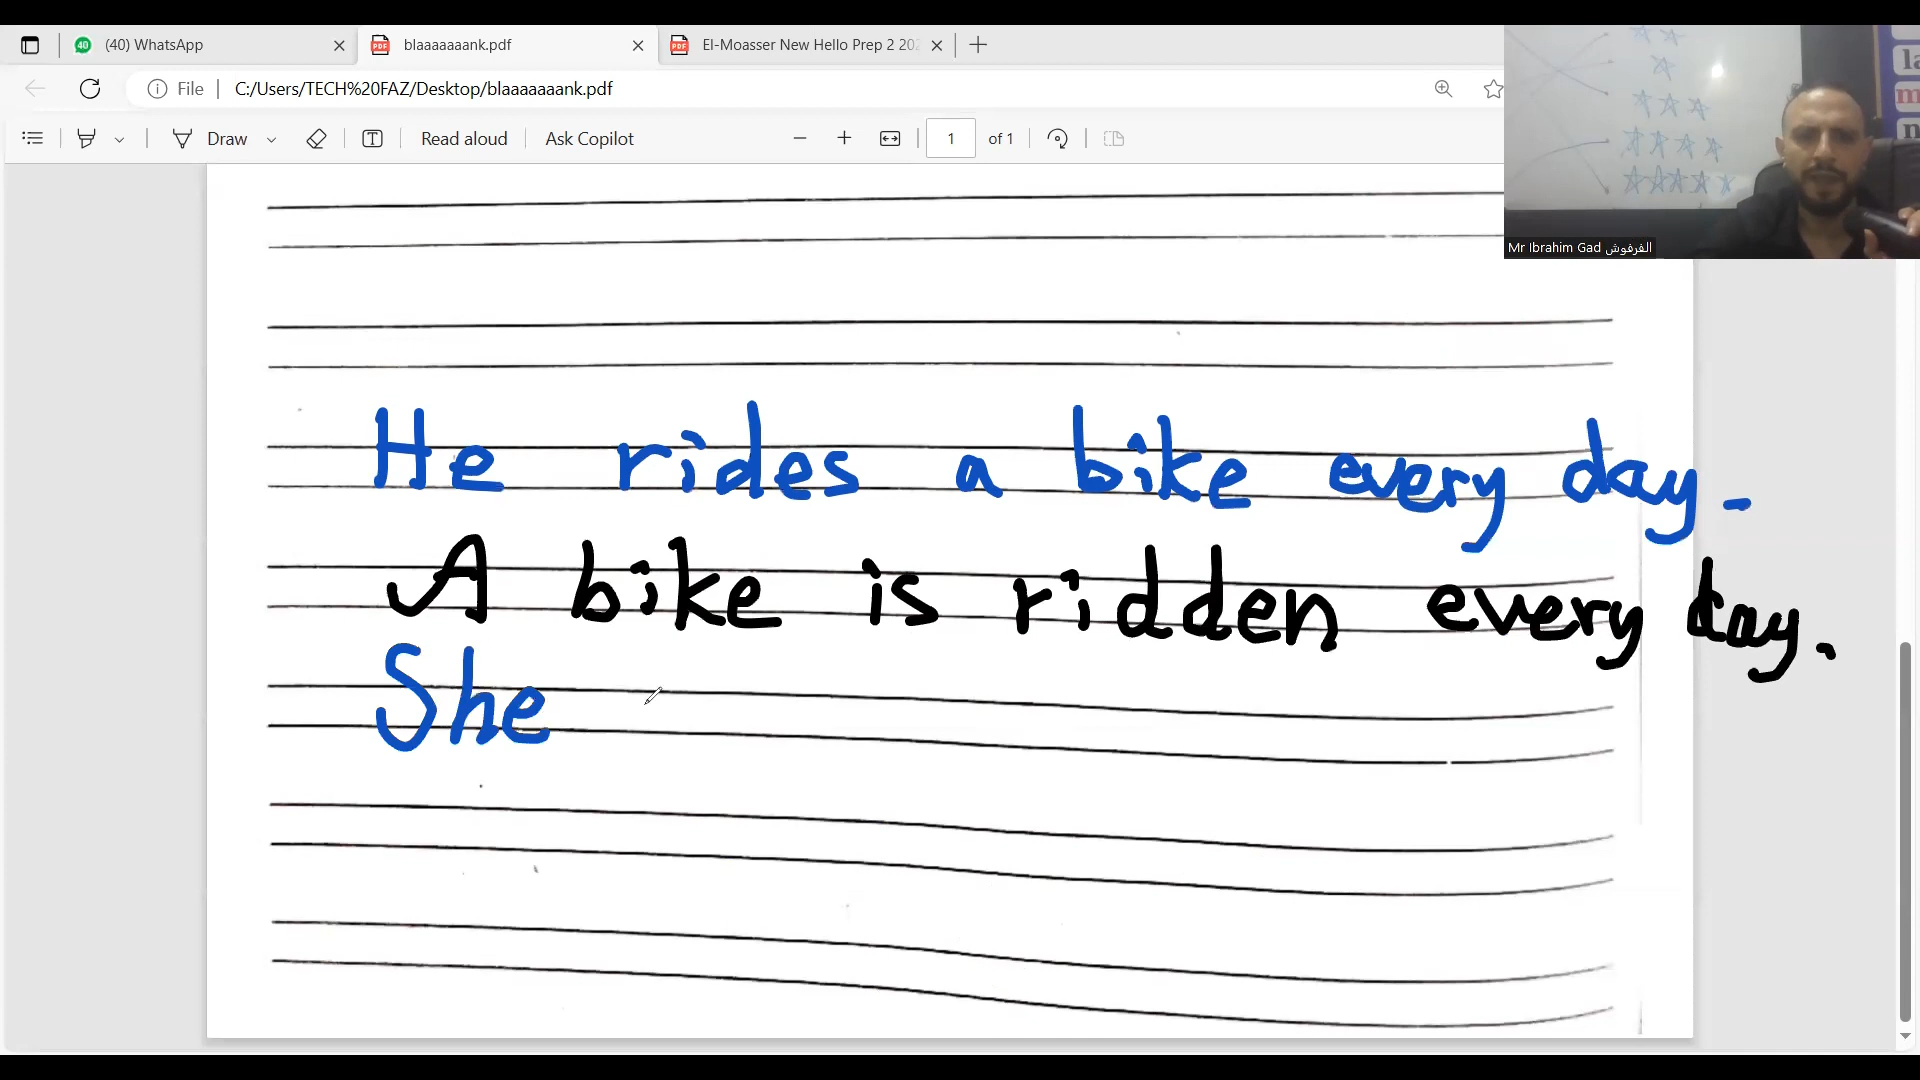 (40) WhatsApp
blaaaaaaank.pdf
El-Moasser New Hello Prep 2 202
File
C:/Users/TECH%20FAZ/Desktop/blaaaaaaank.pdf
Draw
Read aloud
Ask Copilot
1 of 1
Mr Ibrahim Gad الفرفوش
He rides a bike every day.
A bike is ridden every day.
She